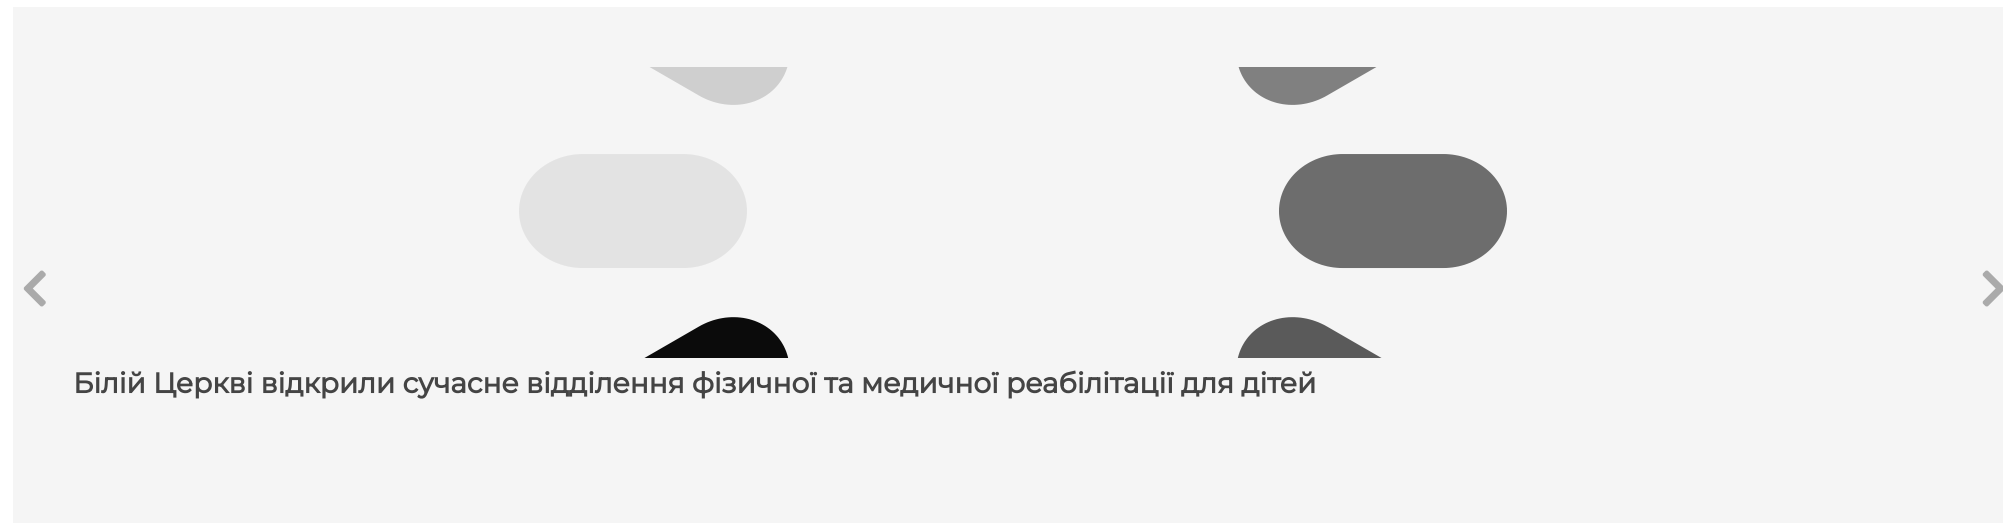 Білій Церкві відкрили сучасне відділення фізичної та медичної реабілітації для дітей